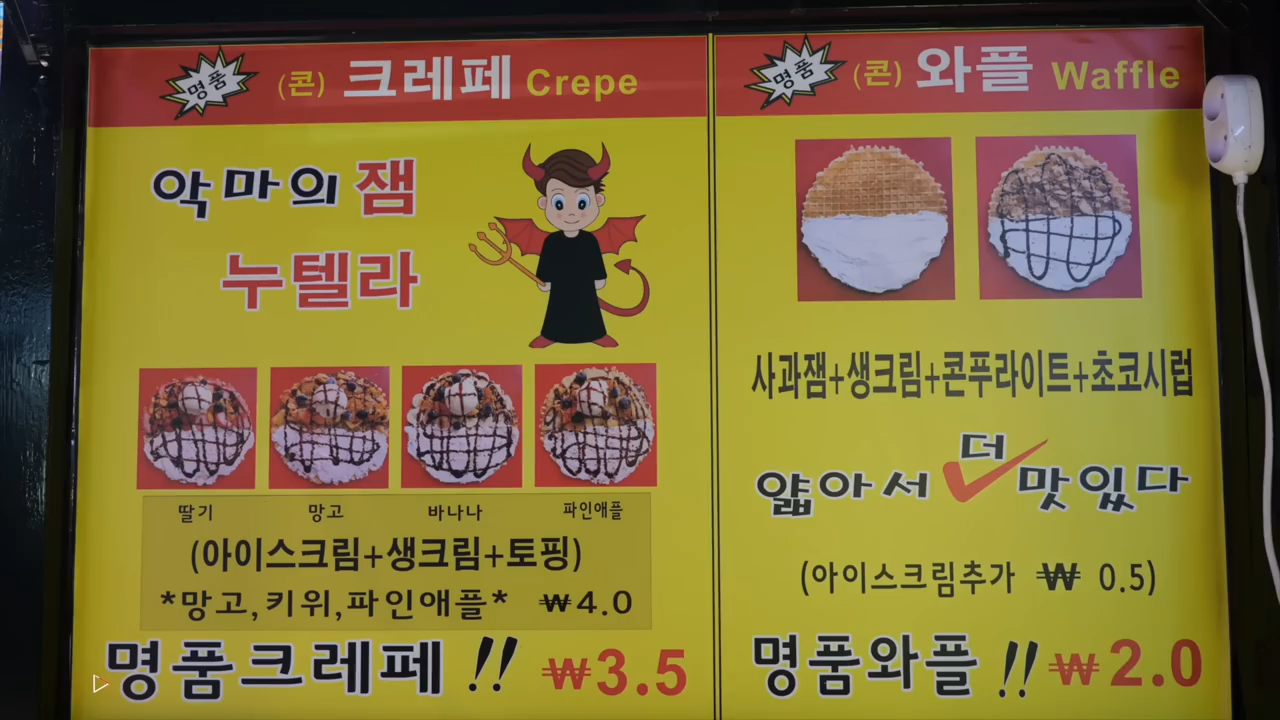 명품 (콘) 크레페 Crepe
악마의 잼
누텔라
딸기 망고 바나나 파인애플
(아이스크림+생크림+토핑)
*망고,키위,파인애플* ₩4.0
명품크레페 !! ₩3.5
명품 (콘) 와플 Waffle
사과잼+생크림+콘푸라이트+초코시럽
얇아서 더 맛있다
(아이스크림추가 ₩ 0.5)
명품와플 !! ₩2.0